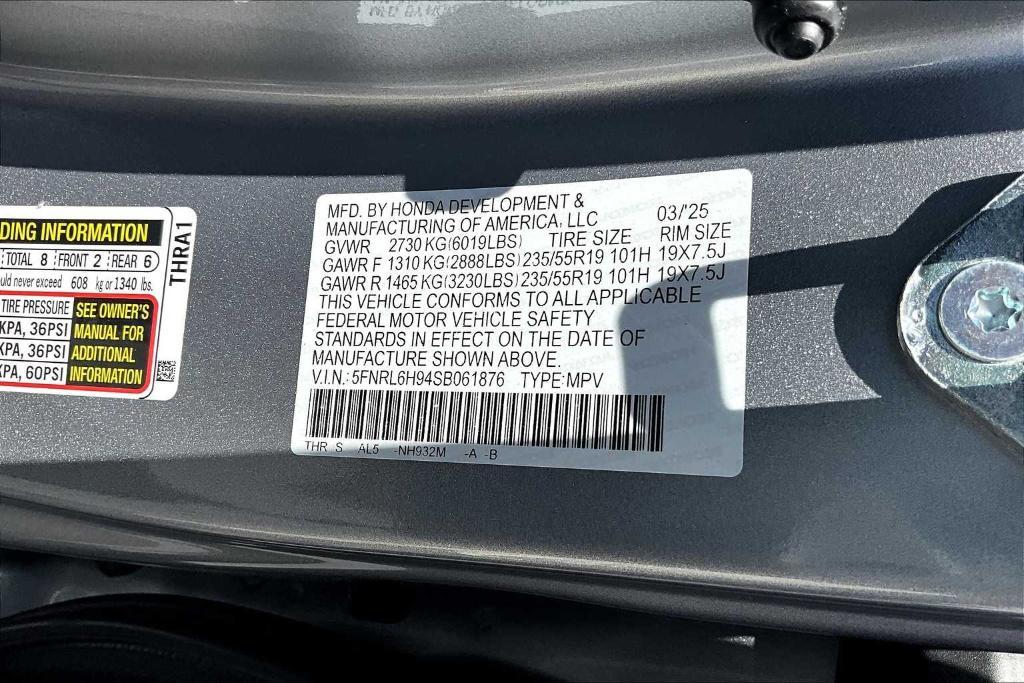 DING INFORMATION
TOTAL 8 FRONT 2 REAR 6
uld never exceed 608 kg or 1340 lbs.
TIRE PRESSURE SEE OWNER'S
KPA, 36PSI MANUAL FOR
KPA, 36PSI ADDITIONAL
KPA, 60PSI INFORMATION
THRA1
MFD. BY HONDA DEVELOPMENT &
MANUFACTURING OF AMERICA, LLC 03/'25
GVWR 2730 KG(6019LBS) TIRE SIZE RIM SIZE
GAWR F 1310 KG(2888LBS) 235/55R19 101H 19X7.5J
GAWR R 1465 KG(3230LBS) 235/55R19 101H 19X7.5J
THIS VEHICLE CONFORMS TO ALL APPLICABLE
FEDERAL MOTOR VEHICLE SAFETY
STANDARDS IN EFFECT ON THE DATE OF
MANUFACTURE SHOWN ABOVE.
V.I.N.: 5FNRL6H94SB061876 TYPE: MPV
THR S AL5 -NH932M -A -B